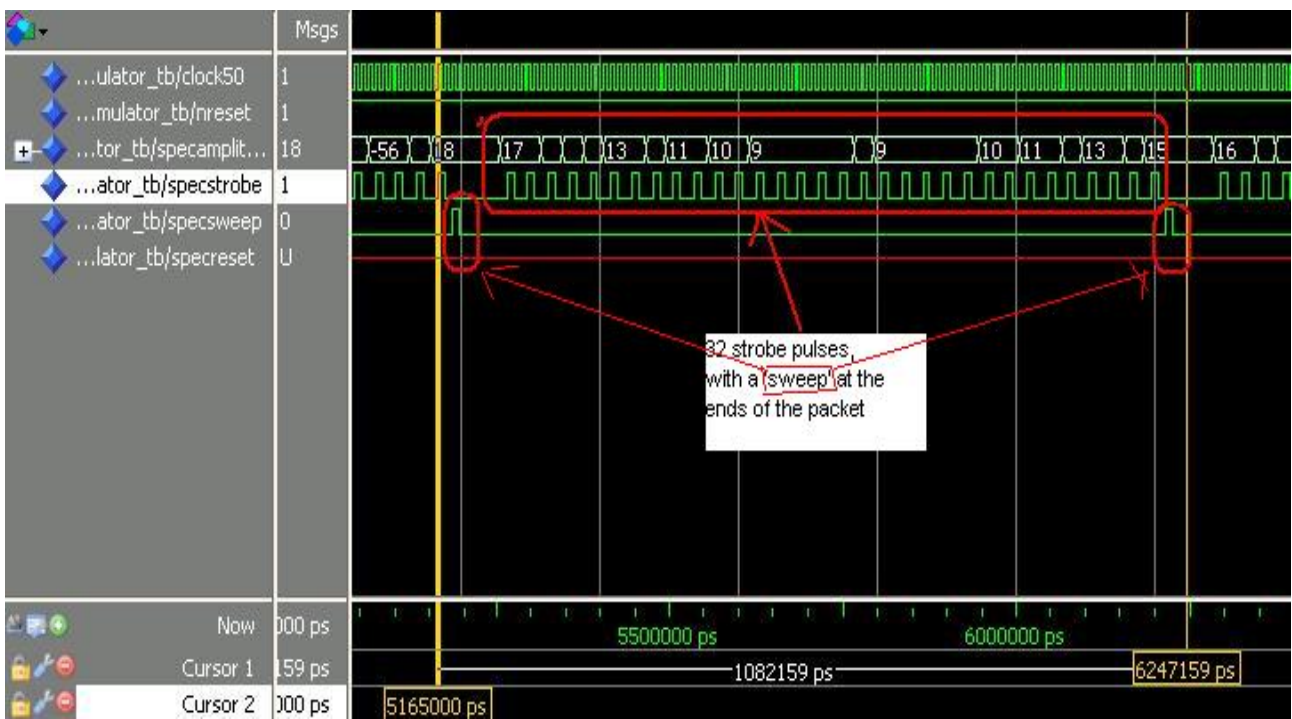 Msgs
...ulator_tb/clock50 1
...mulator_tb/nreset 1
...tor_tb/specamplit... 18 -56 18 17 13 11 10 9 9 10 11 13 15 16
...ator_tb/specstrobe 1
...ator_tb/specsweep 0
...lator_tb/specreset U
32 strobe pulses,
with a 'sweep' at the
ends of the packet
Now 000 ps 5500000 ps 6000000 ps
Cursor 1 159 ps 1082159 ps 6247159 ps
Cursor 2 000 ps 5165000 ps